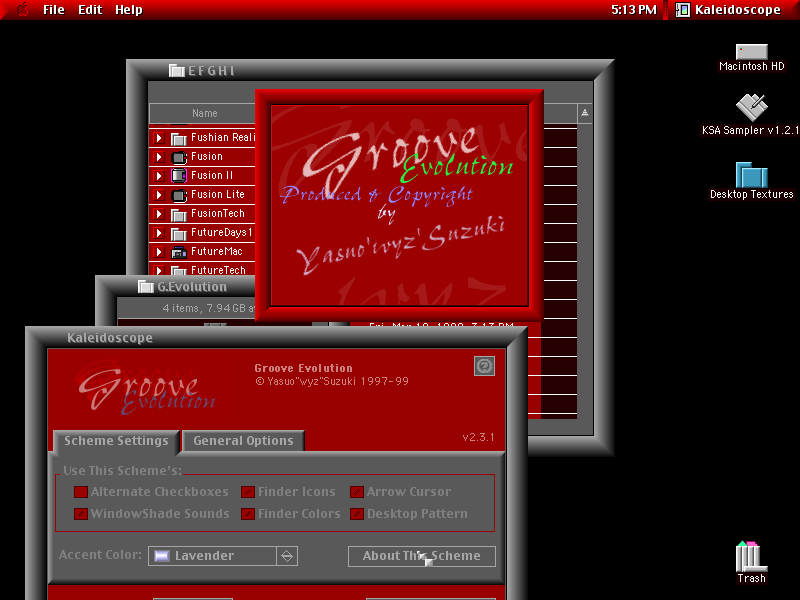 File Edit Help 5:13 PM Kaleidoscope
Macintosh HD
KSA Sampler v1.2.1
Desktop Textures
Trash
EFGHI
Name
Fushian Reali
Fusion
Fusion II
Fusion Lite
FusionTech
FutureDays1
FutureMac
FutureTech
Groove
Evolution
Produced & Copyright
by
Yasuo'wyz'Suzuki
G.Evolution
4 items, 7.94 GB
Kaleidoscope
Groove
Evolution
Groove Evolution
© Yasuo"wyz"Suzuki 1997-99
v2.3.1
Scheme Settings General Options
Use This Scheme's:
Alternate Checkboxes Finder Icons Arrow Cursor
WindowShade Sounds Finder Colors Desktop Pattern
Accent Color: Lavender About This Scheme